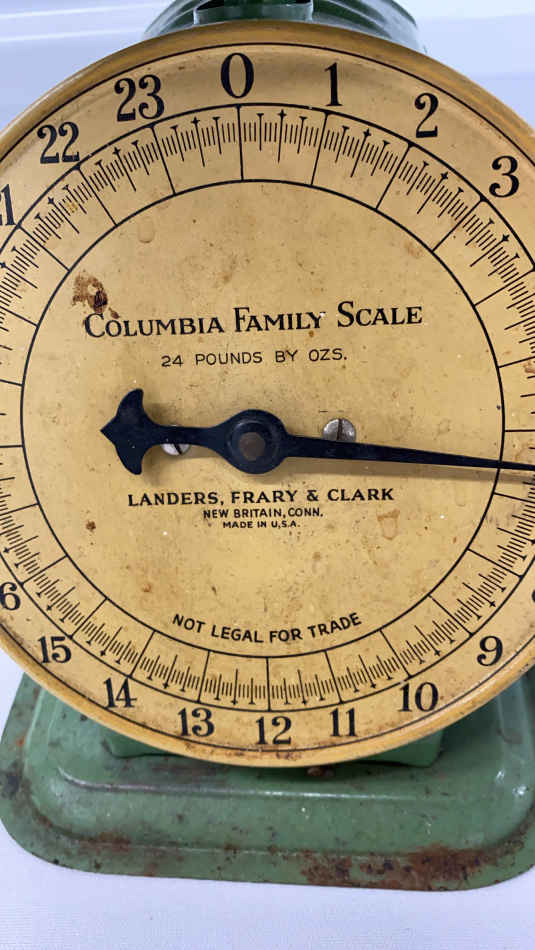 0
1
2
3
23
22
COLUMBIA FAMILY SCALE
24 POUNDS BY OZS.
LANDERS, FRARY & CLARK
NEW BRITAIN, CONN.
MADE IN U.S.A.
NOT LEGAL FOR TRADE
15
14
13
12
11
10
9